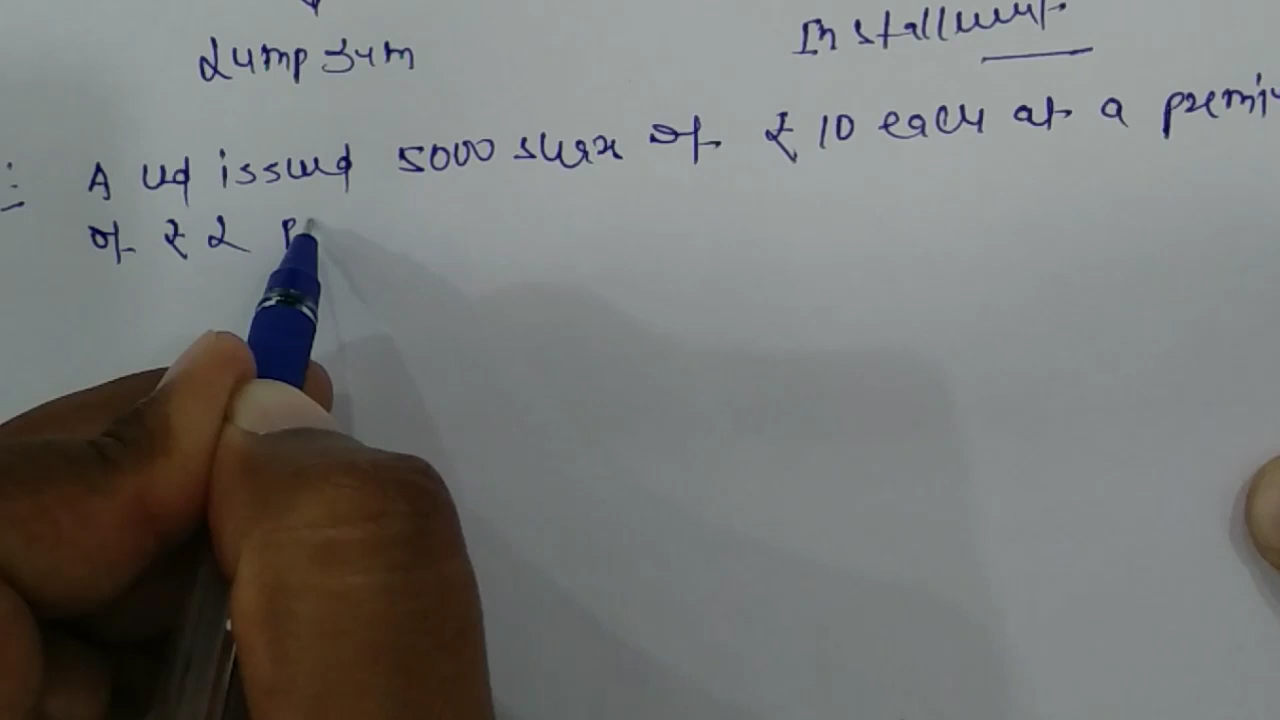 Lump sum
Installment
A Ltd issued 5000 share of ₹ 10 each at a premi
of ₹ 2 P